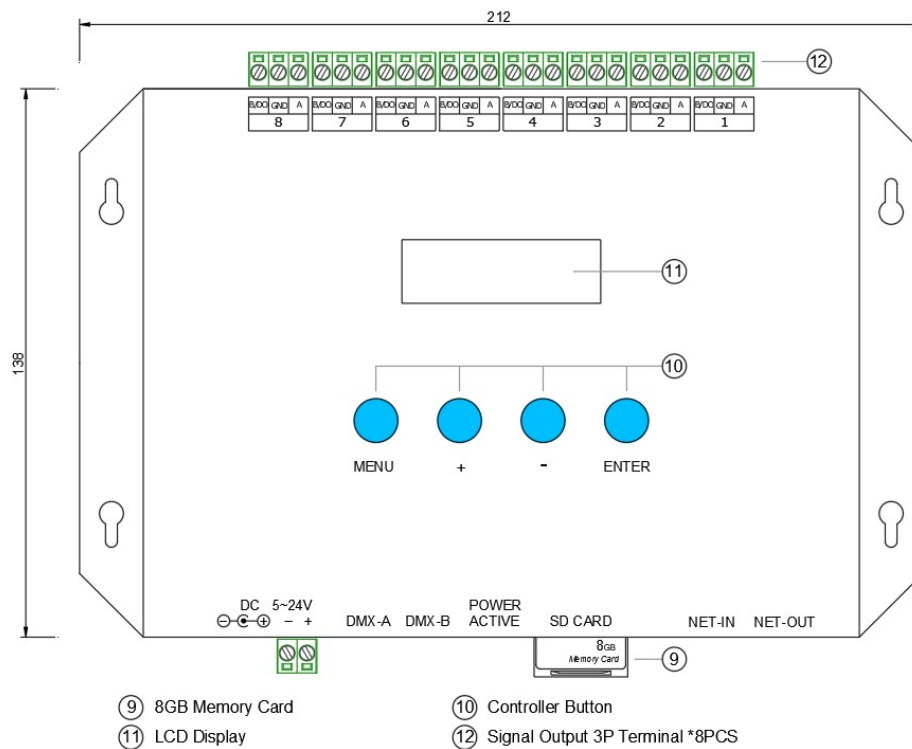 212
12
B/DO GND A B/DO GND A B/DO GND A B/DO GND A B/DO GND A B/DO GND A B/DO GND A B/DO GND A
8 7 6 5 4 3 2 1
11
138
10
MENU + - ENTER
DC 5~24V
- + - +
DMX-A DMX-B POWER ACTIVE SD CARD NET-IN NET-OUT
8GB
Memory Card
9
9 8GB Memory Card
10 Controller Button
11 LCD Display
12 Signal Output 3P Terminal *8PCS